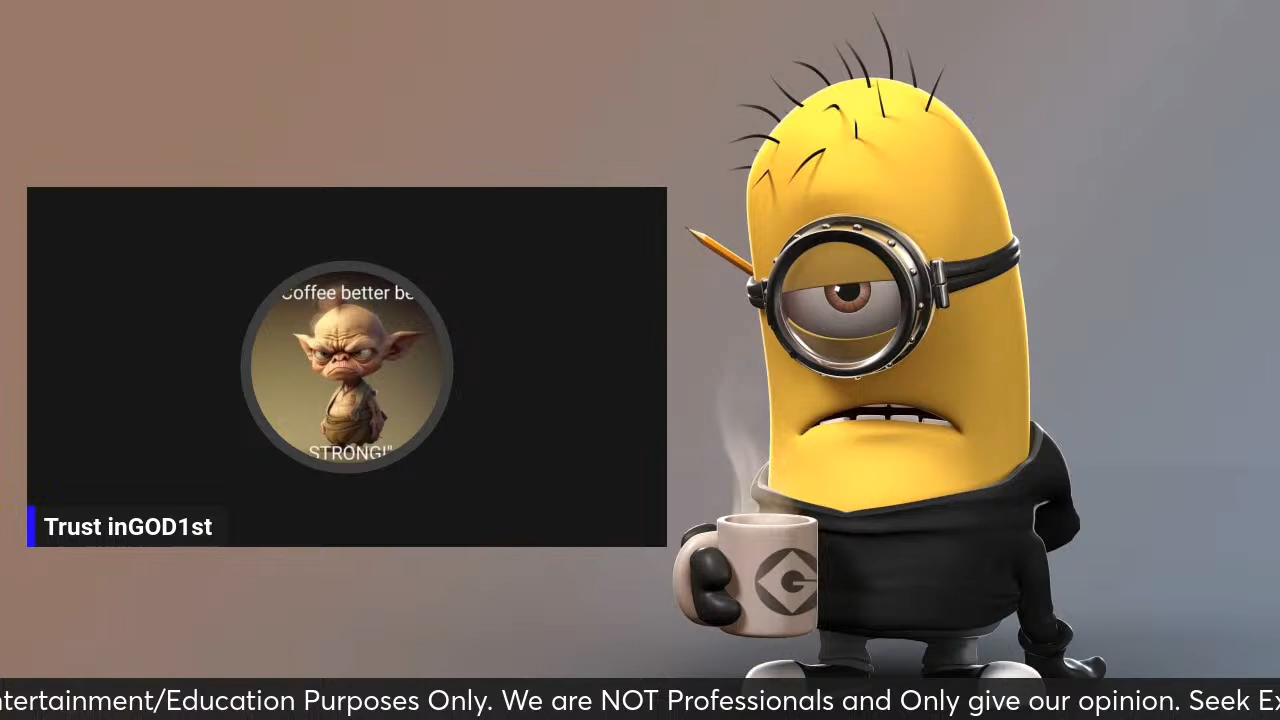 Coffee better be
STRONG!"
Trust inGOD1st
G
ntertainment/Education Purposes Only. We are NOT Professionals and Only give our opinion. Seek Ex